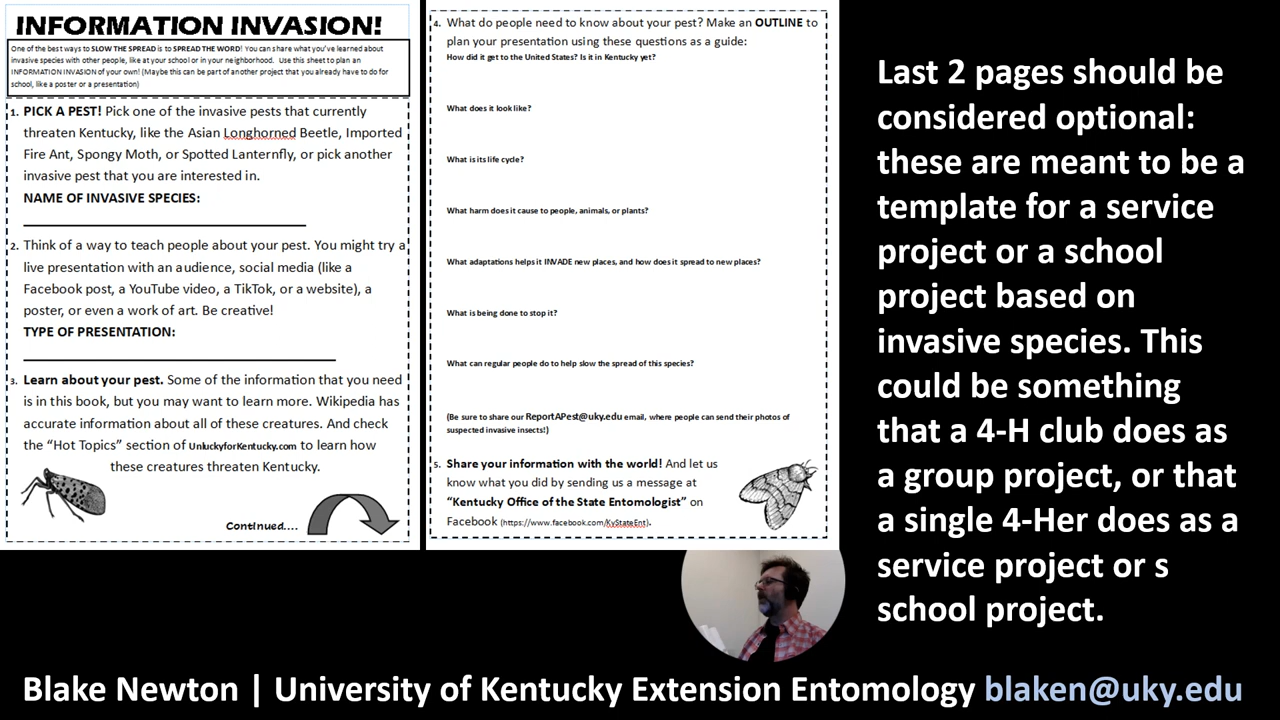 INFORMATION INVASION!
One of the best ways to SLOW THE SPREAD is to SPREAD THE WORD! You can share what you've learned about
invasive species with other people, like at your school or in your neighborhood. Use this sheet to plan an
INFORMATION INVASION of your own! (Maybe this can be part of another project that you already have to do for
school, like a poster or a presentation)
1. PICK A PEST! Pick one of the invasive pests that currently
threaten Kentucky, like the Asian Longhorned Beetle, Imported
Fire Ant, Spongy Moth, or Spotted Lanternfly, or pick another
invasive pest that you are interested in.
NAME OF INVASIVE SPECIES:
2. Think of a way to teach people about your pest. You might try a
live presentation with an audience, social media (like a
Facebook post, a YouTube video, a TikTok, or a website), a
poster, or even a work of art. Be creative!
TYPE OF PRESENTATION:
3. Learn about your pest. Some of the information that you need
is in this book, but you may want to learn more. Wikipedia has
accurate information about all of these creatures. And check
the “Hot Topics” section of UnluckyforKentucky.com to learn how
these creatures threaten Kentucky.
Continued....
4. What do people need to know about your pest? Make an OUTLINE to
plan your presentation using these questions as a guide:
How did it get to the United States? Is it in Kentucky yet?
What does it look like?
What is its life cycle?
What harm does it cause to people, animals, or plants?
What adaptations helps it INVADE new places, and how does it spread to new places?
What is being done to stop it?
What can regular people do to help slow the spread of this species?
(Be sure to share our ReportAPest@uky.edu email, where people can send their photos of
suspected invasive insects!)
5. Share your information with the world! And let us
know what you did by sending us a message at
“Kentucky Office of the State Entomologist” on
Facebook (https://www.facebook.com/KyStateEnt).
Last 2 pages should be
considered optional:
these are meant to be a
template for a service
project or a school
project based on
invasive species. This
could be something
that a 4-H club does as
a group project, or that
a single 4-Her does as a
service project or s
school project.
Blake Newton | University of Kentucky Extension Entomology blaken@uky.edu